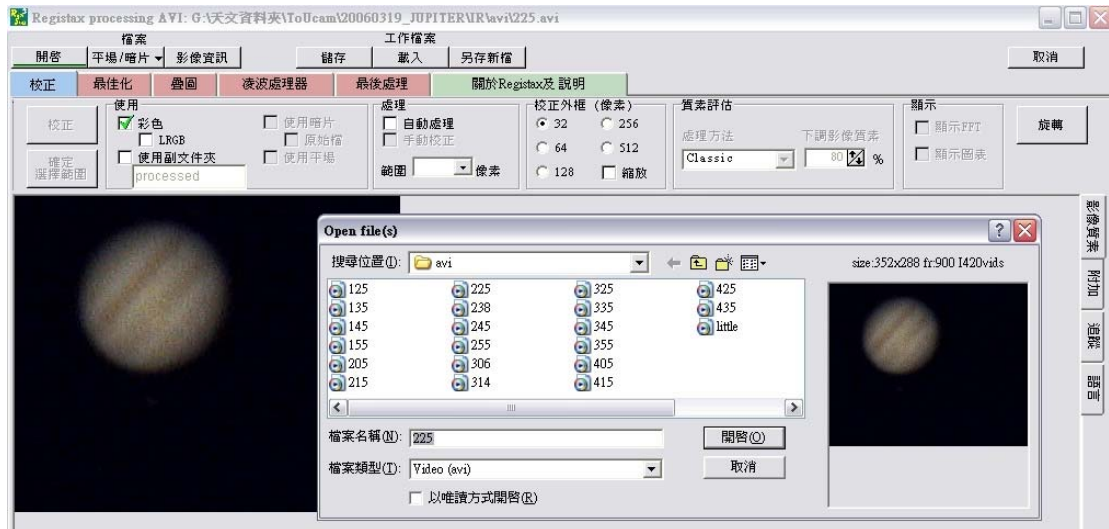 Registax processing AVI: G:\天文資料夾\ToUcam\20060319_JUPITER\IR\avi\225.avi
檔案 工作檔案
開啓 平場/暗片 影像資訊 儲存 載入 另存新檔 取消
校正 最佳化 疊圖 凌波處理器 最後處理 關於Registax及 說明
使用 處理 校正外框 (像素) 質素評估 顯示
校正 彩色 使用暗片 自動處理 32 256 處理方法 下調影像質素 顯示FFT 旋轉
LRGB 原始檔 手動校正 64 512 Classic 80 % 顯示圖表
確定 選擇範圍 使用副文件夾 使用平場 範圍 像素 128 縮放
processed
影像質素
附加
追蹤
語言
Open file(s)
搜尋位置(I): avi size:352x288 fr:900 I420vids
125 225 325 425
135 238 335 435
145 245 345 little
155 255 355
205 306 405
215 314 415
檔案名稱(N): 225 開啓(O)
檔案類型(T): Video (avi) 取消
以唯讀方式開啓(R)